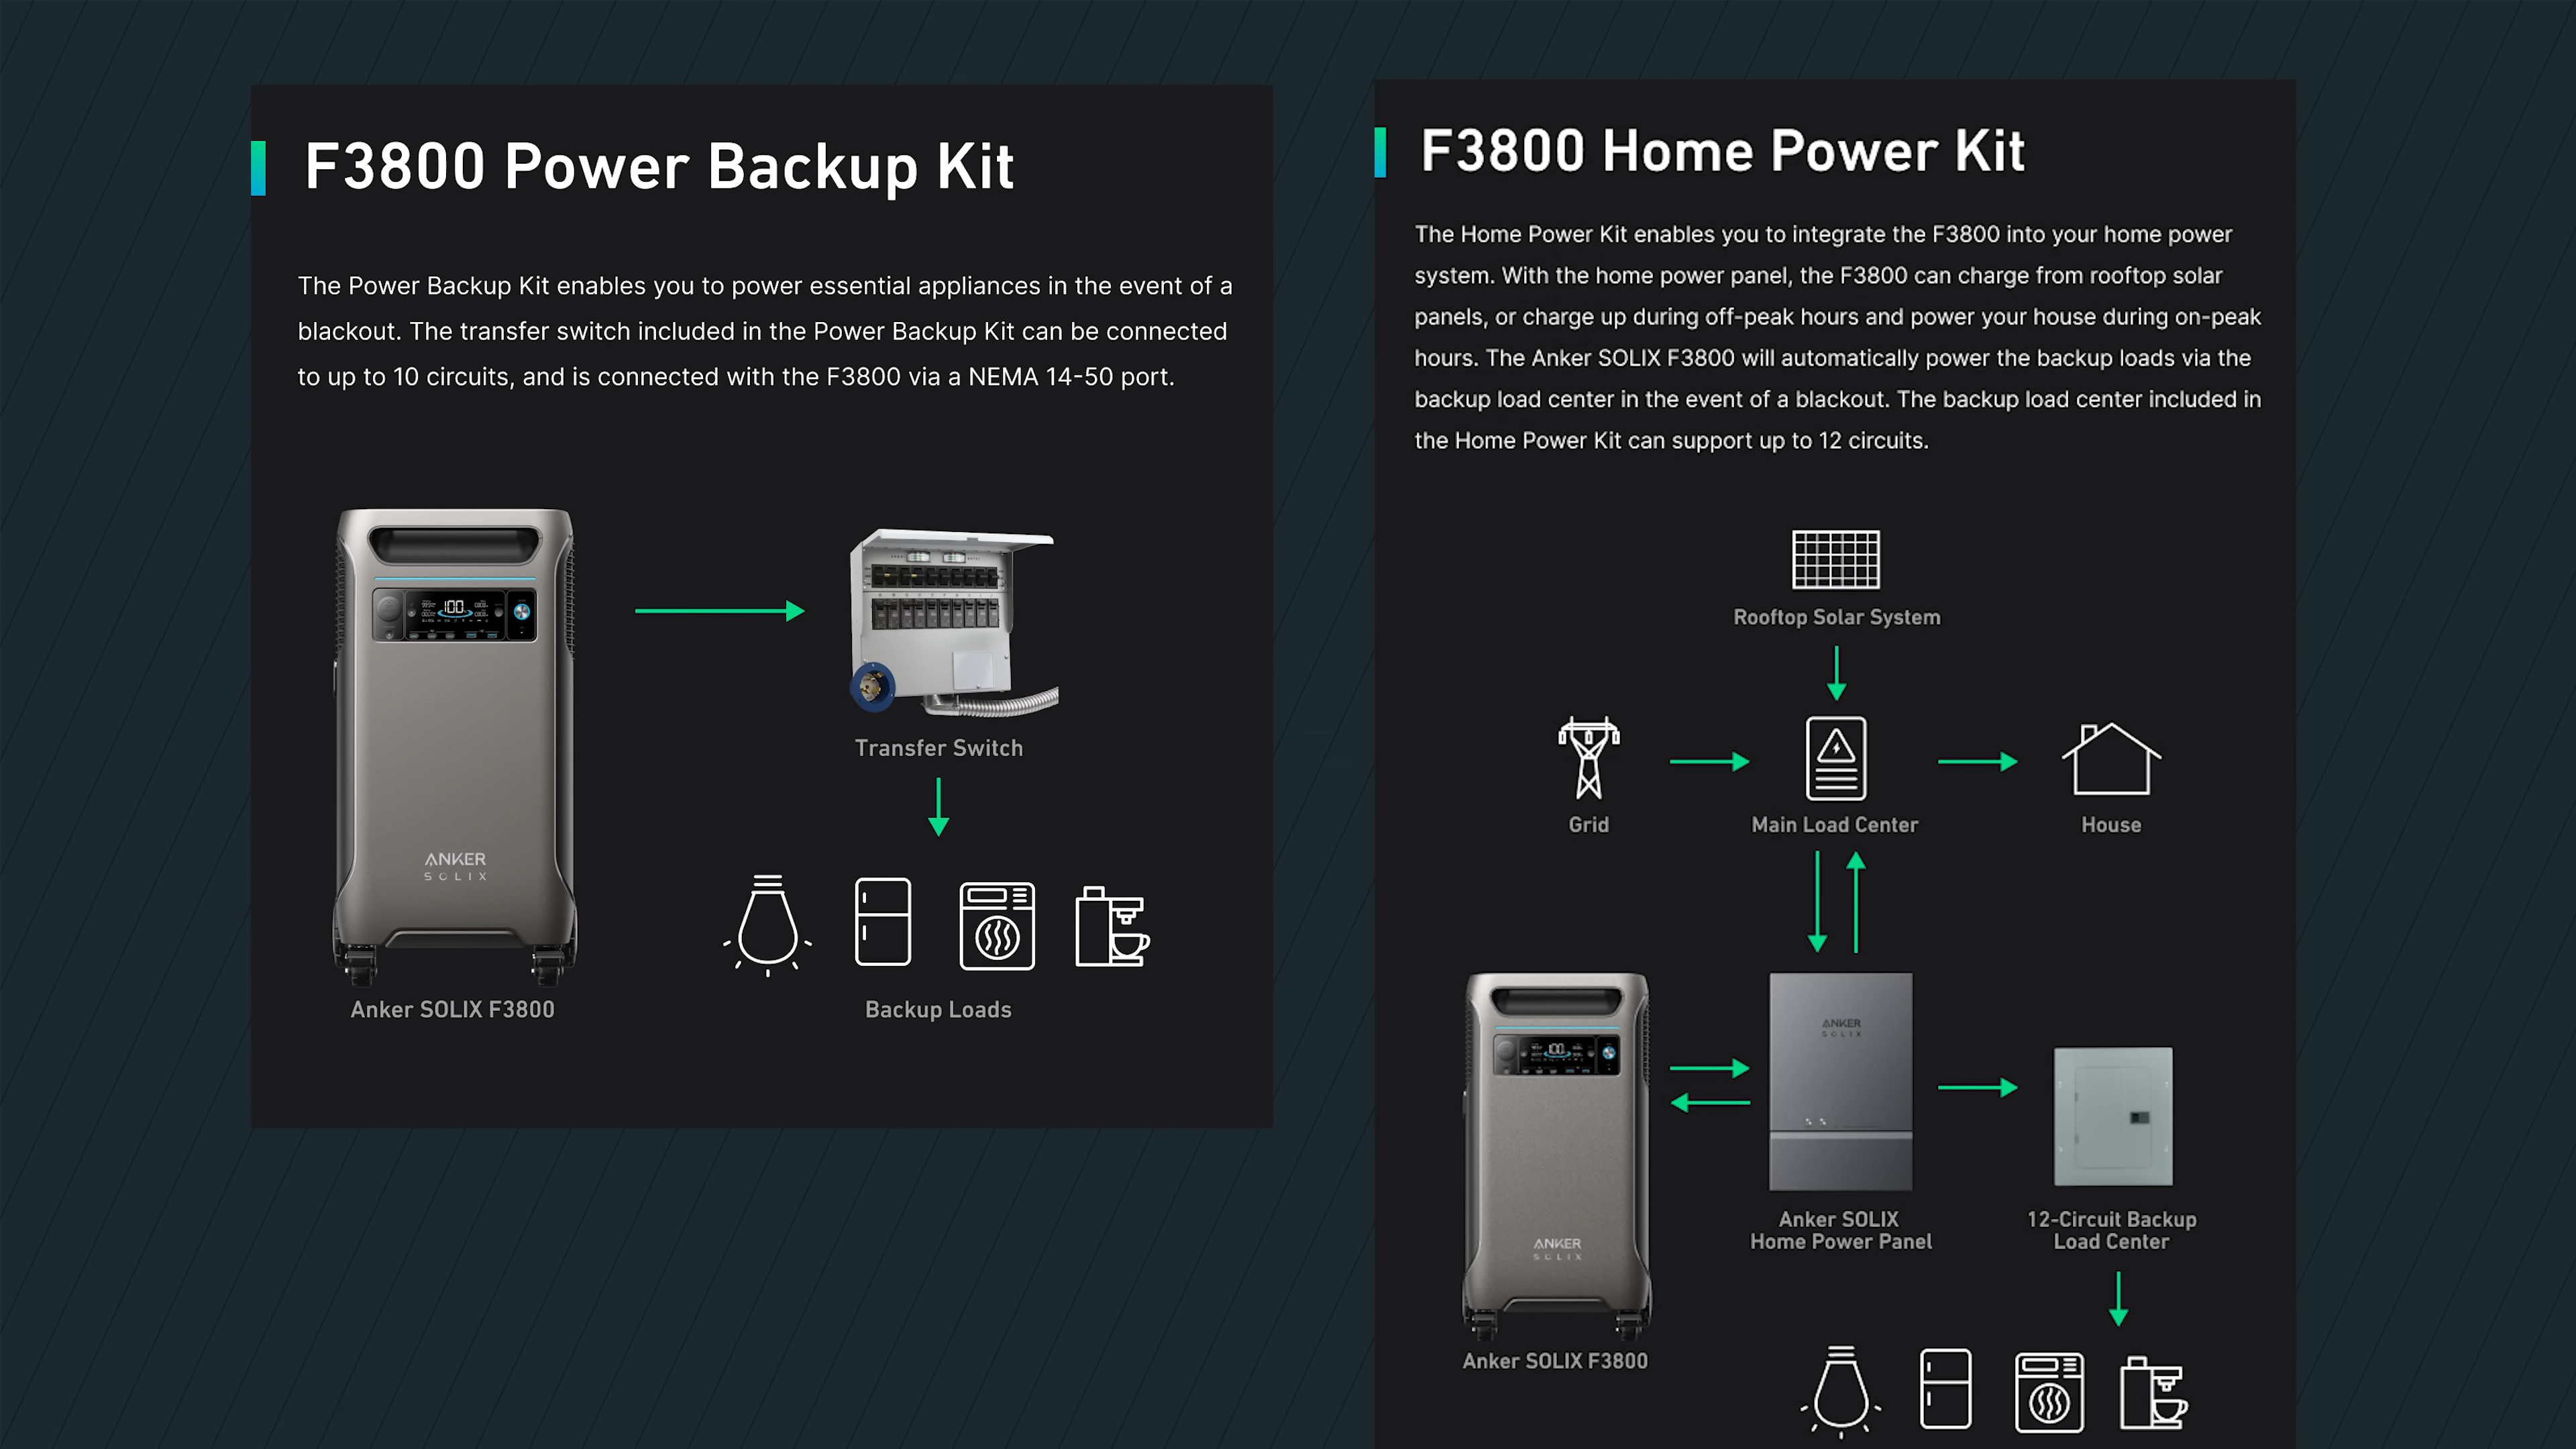 F3800 Power Backup Kit
The Power Backup Kit enables you to power essential appliances in the event of a
blackout. The transfer switch included in the Power Backup Kit can be connected
to up to 10 circuits, and is connected with the F3800 via a NEMA 14-50 port.
100
ANKER
SOLIX
Anker SOLIX F3800
Transfer Switch
Backup Loads
F3800 Home Power Kit
The Home Power Kit enables you to integrate the F3800 into your home power
system. With the home power panel, the F3800 can charge from rooftop solar
panels, or charge up during off-peak hours and power your house during on-peak
hours. The Anker SOLIX F3800 will automatically power the backup loads via the
backup load center in the event of a blackout. The backup load center included in
the Home Power Kit can support up to 12 circuits.
Rooftop Solar System
Grid
Main Load Center
House
100
ANKER
SOLIX
Anker SOLIX F3800
ANKER
SOLIX
Anker SOLIX
Home Power Panel
12-Circuit Backup
Load Center